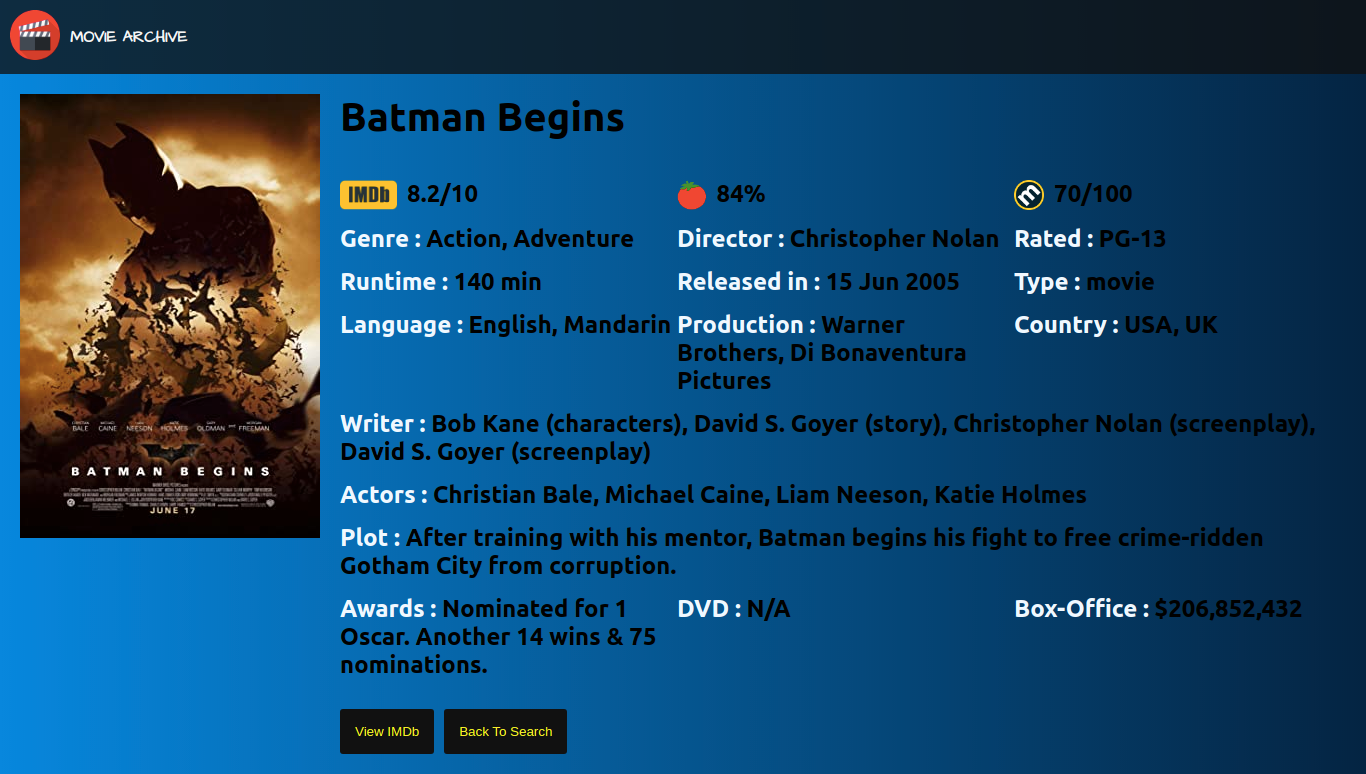 MOVIE ARCHIVE
Batman Begins
IMDb 8.2/10 84% m 70/100
Genre : Action, Adventure Director : Christopher Nolan Rated : PG-13
Runtime : 140 min Released in : 15 Jun 2005 Type : movie
Language : English, Mandarin Production : Warner Country : USA, UK
Brothers, Di Bonaventura
Pictures
Writer : Bob Kane (characters), David S. Goyer (story), Christopher Nolan (screenplay),
David S. Goyer (screenplay)
Actors : Christian Bale, Michael Caine, Liam Neeson, Katie Holmes
Plot : After training with his mentor, Batman begins his fight to free crime-ridden
Gotham City from corruption.
Awards : Nominated for 1 DVD : N/A Box-Office : $206,852,432
Oscar. Another 14 wins & 75
nominations.
View IMDb Back To Search
CHRISTIAN MICHAEL LIAM KATIE GARY MORGAN
BALE CAINE NEESON HOLMES OLDMAN and FREEMAN
BATMAN BEGINS
JUNE 17